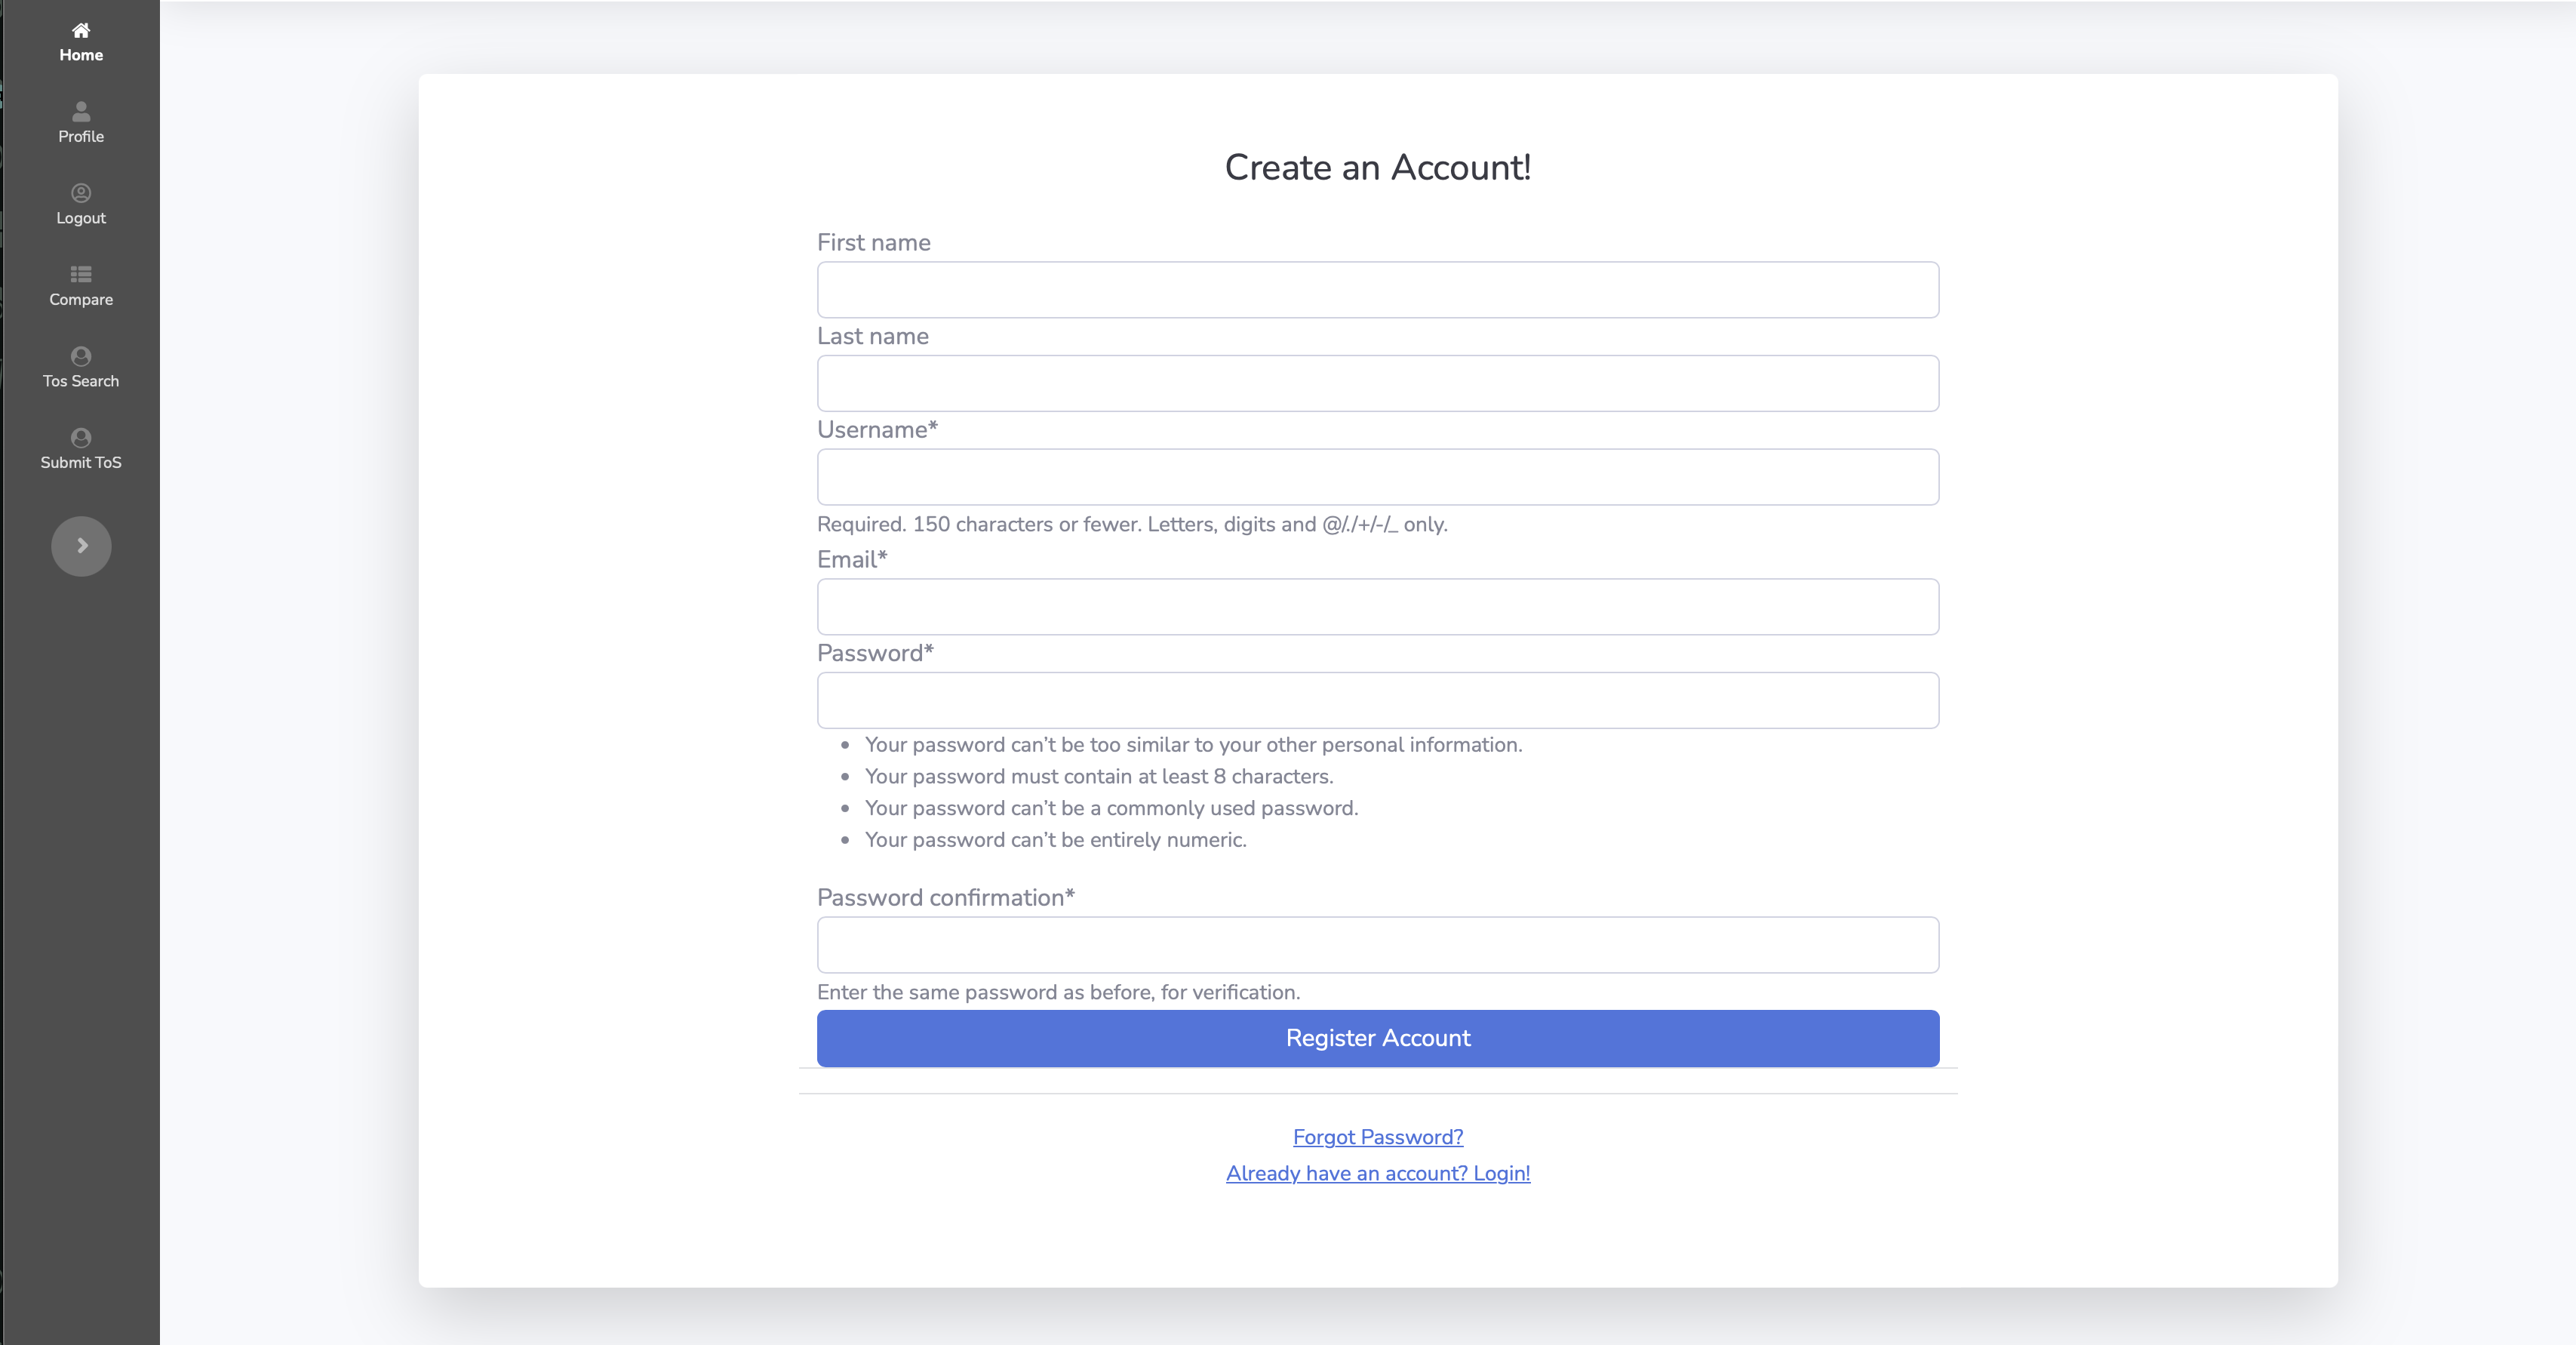 Home
Profile
Logout
Compare
Tos Search
Submit ToS
Create an Account!
First name
Last name
Username*
Required. 150 characters or fewer. Letters, digits and @/./+/-/_ only.
Email*
Password*
Your password can’t be too similar to your other personal information.
Your password must contain at least 8 characters.
Your password can’t be a commonly used password.
Your password can’t be entirely numeric.
Password confirmation*
Enter the same password as before, for verification.
Register Account
Forgot Password?
Already have an account? Login!